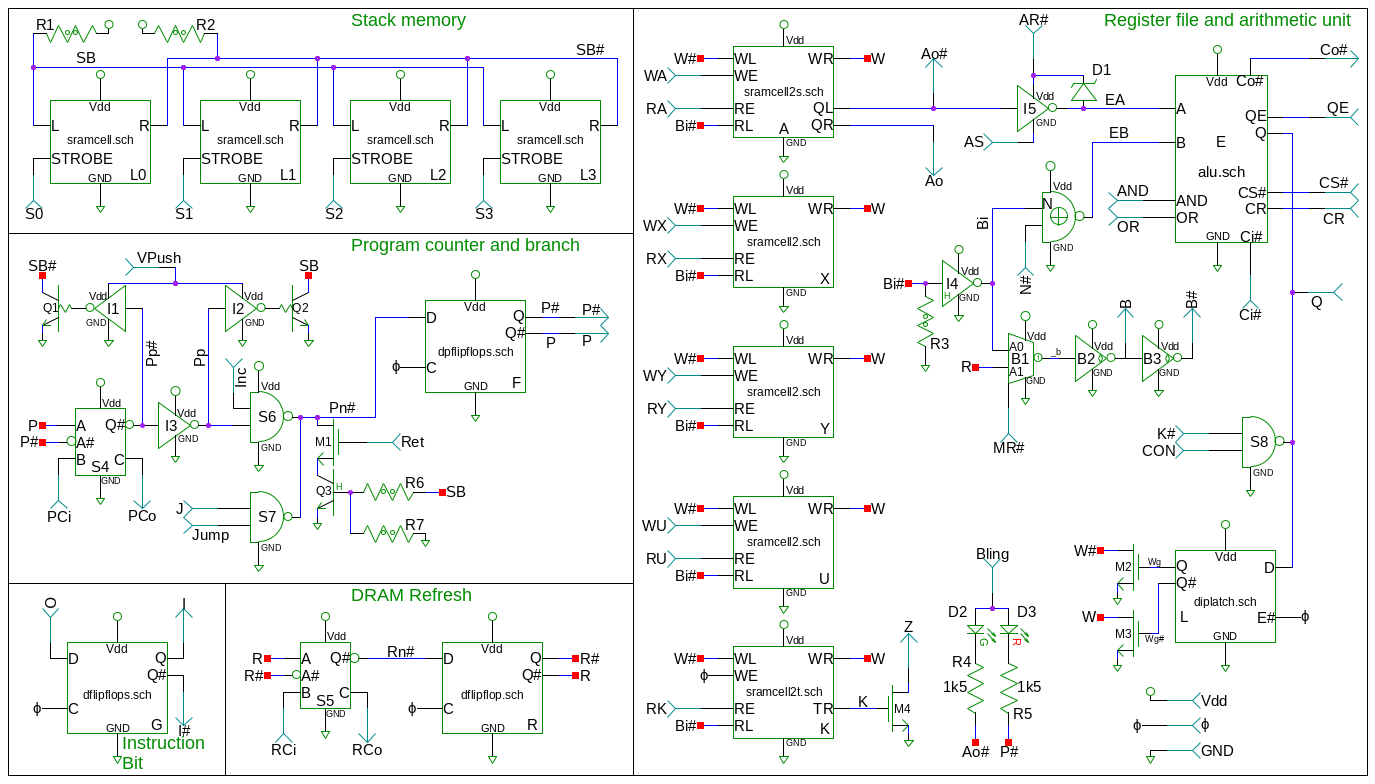 Stack memory
R1
R2
SB
SB#
Vdd
L
R
sramcell.sch
STROBE
GND
L0
S0
Vdd
L
R
sramcell.sch
STROBE
GND
L1
S1
Vdd
L
R
sramcell.sch
STROBE
GND
L2
S2
Vdd
L
R
sramcell.sch
STROBE
GND
L3
S3
Program counter and branch
SB#
VPush
SB
Q1
Vdd
I1
GND
I2
Vdd
GND
Q2
Pp#
Pp
Inc
Vdd
S6
GND
P
P#
Vdd
A
Q#
A#
B
C
S4
GND
PCi
PCo
I3
Vdd
GND
Pn#
M1
Ret
Q3
H
R6
SB
R7
J
Jump
S7
GND
Vdd
D
Q
Q#
dpflipflops.sch
C
GND
F
P#
P#
P
P
Instruction
Bit
O
I
Vdd
D
Q
Q#
dflipflops.sch
ϕ
C
G
GND
I#
DRAM Refresh
R
R#
Vdd
A
Q#
A#
B
C
S5
GND
RCi
RCo
Rn#
Vdd
D
Q
Q#
dflipflop.sch
ϕ
C
GND
R
R#
R
Register file and arithmetic unit
W#
WA
RA
Bi#
Vdd
WL
WR
WE
sramcell2s.sch
RE
QL
RL
QR
A
GND
W
Ao#
Ao
W#
WX
RX
Bi#
Vdd
WL
WR
WE
sramcell2.sch
RE
RL
X
GND
W
W#
WY
RY
Bi#
Vdd
WL
WR
WE
sramcell2.sch
RE
RL
Y
GND
W
W#
WU
RU
Bi#
Vdd
WL
WR
WE
sramcell2.sch
RE
RL
U
GND
W
W#
ϕ
RK
Bi#
Vdd
WL
WR
WE
sramcell2t.sch
RE
TR
RL
K
GND
W
K
Z
M4
AR#
I5
Vdd
GND
AS
D1
EA
EB
Vdd
Co#
A
QE
Q
B
E
alu.sch
CS#
CR
AND
OR
GND
Ci#
Co#
QE
CS#
CR
AND
OR
Ci#
Q
Bi
N
Vdd
GND
N#
Bi#
I4
H
Vdd
GND
R3
R
A0
B1
A1
Vdd
GND
MR#
_b
B2
Vdd
GND
B
B3
Vdd
GND
B#
K#
CON
S8
GND
Bling
D2
D3
G
R
R4
1k5
1k5
R5
Ao#
P#
W#
M2
Wg
W
M3
Wg#
Vdd
Q
D
Q#
diplatch.sch
L
E#
ϕ
GND
Vdd
ϕ
ϕ
GND